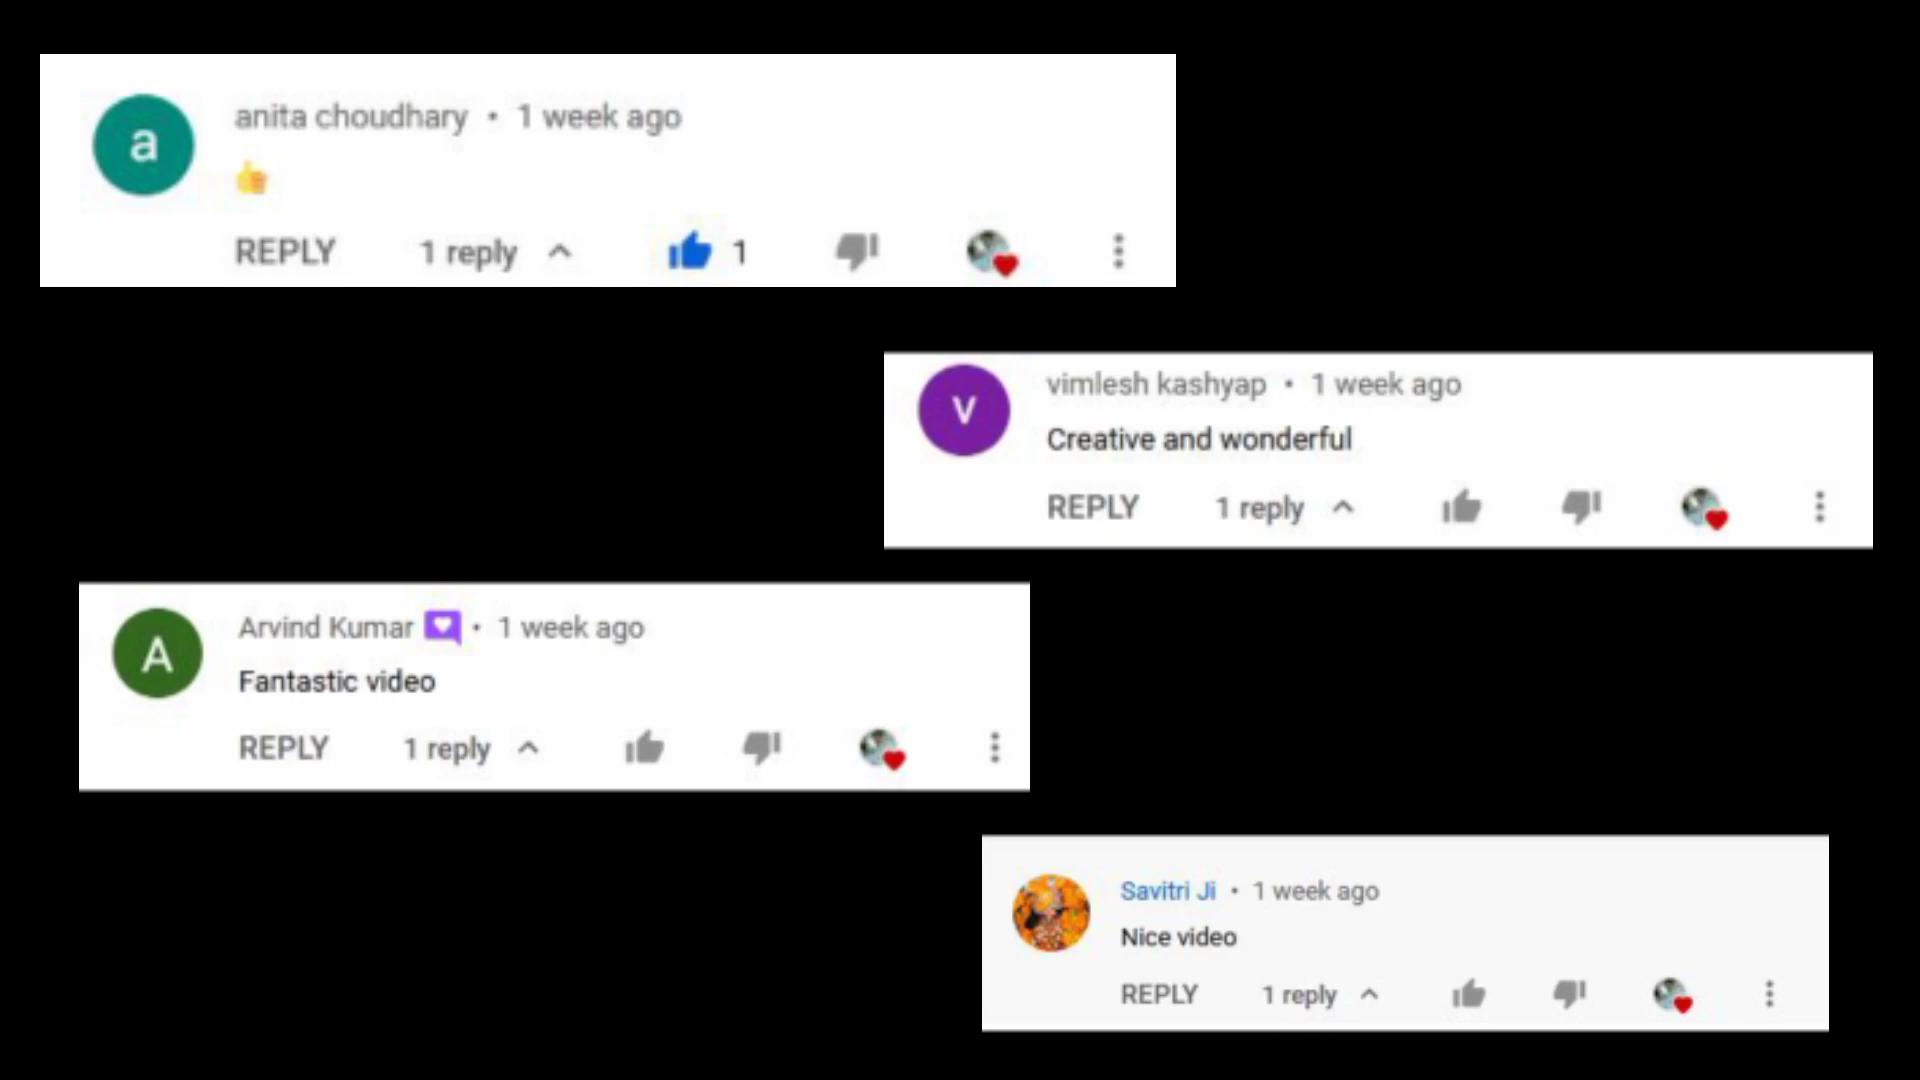 a
anita choudhary • 1 week ago
👍
REPLY 1 reply 1
V
vimlesh kashyap • 1 week ago
Creative and wonderful
REPLY 1 reply
A
Arvind Kumar • 1 week ago
Fantastic video
REPLY 1 reply
Savitri Ji • 1 week ago
Nice video
REPLY 1 reply